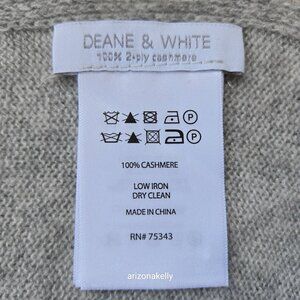 DEANE & WHITE
100% 2-ply cashmere
100% CASHMERE
LOW IRON
DRY CLEAN
MADE IN CHINA
RN# 75343
arizonakelly